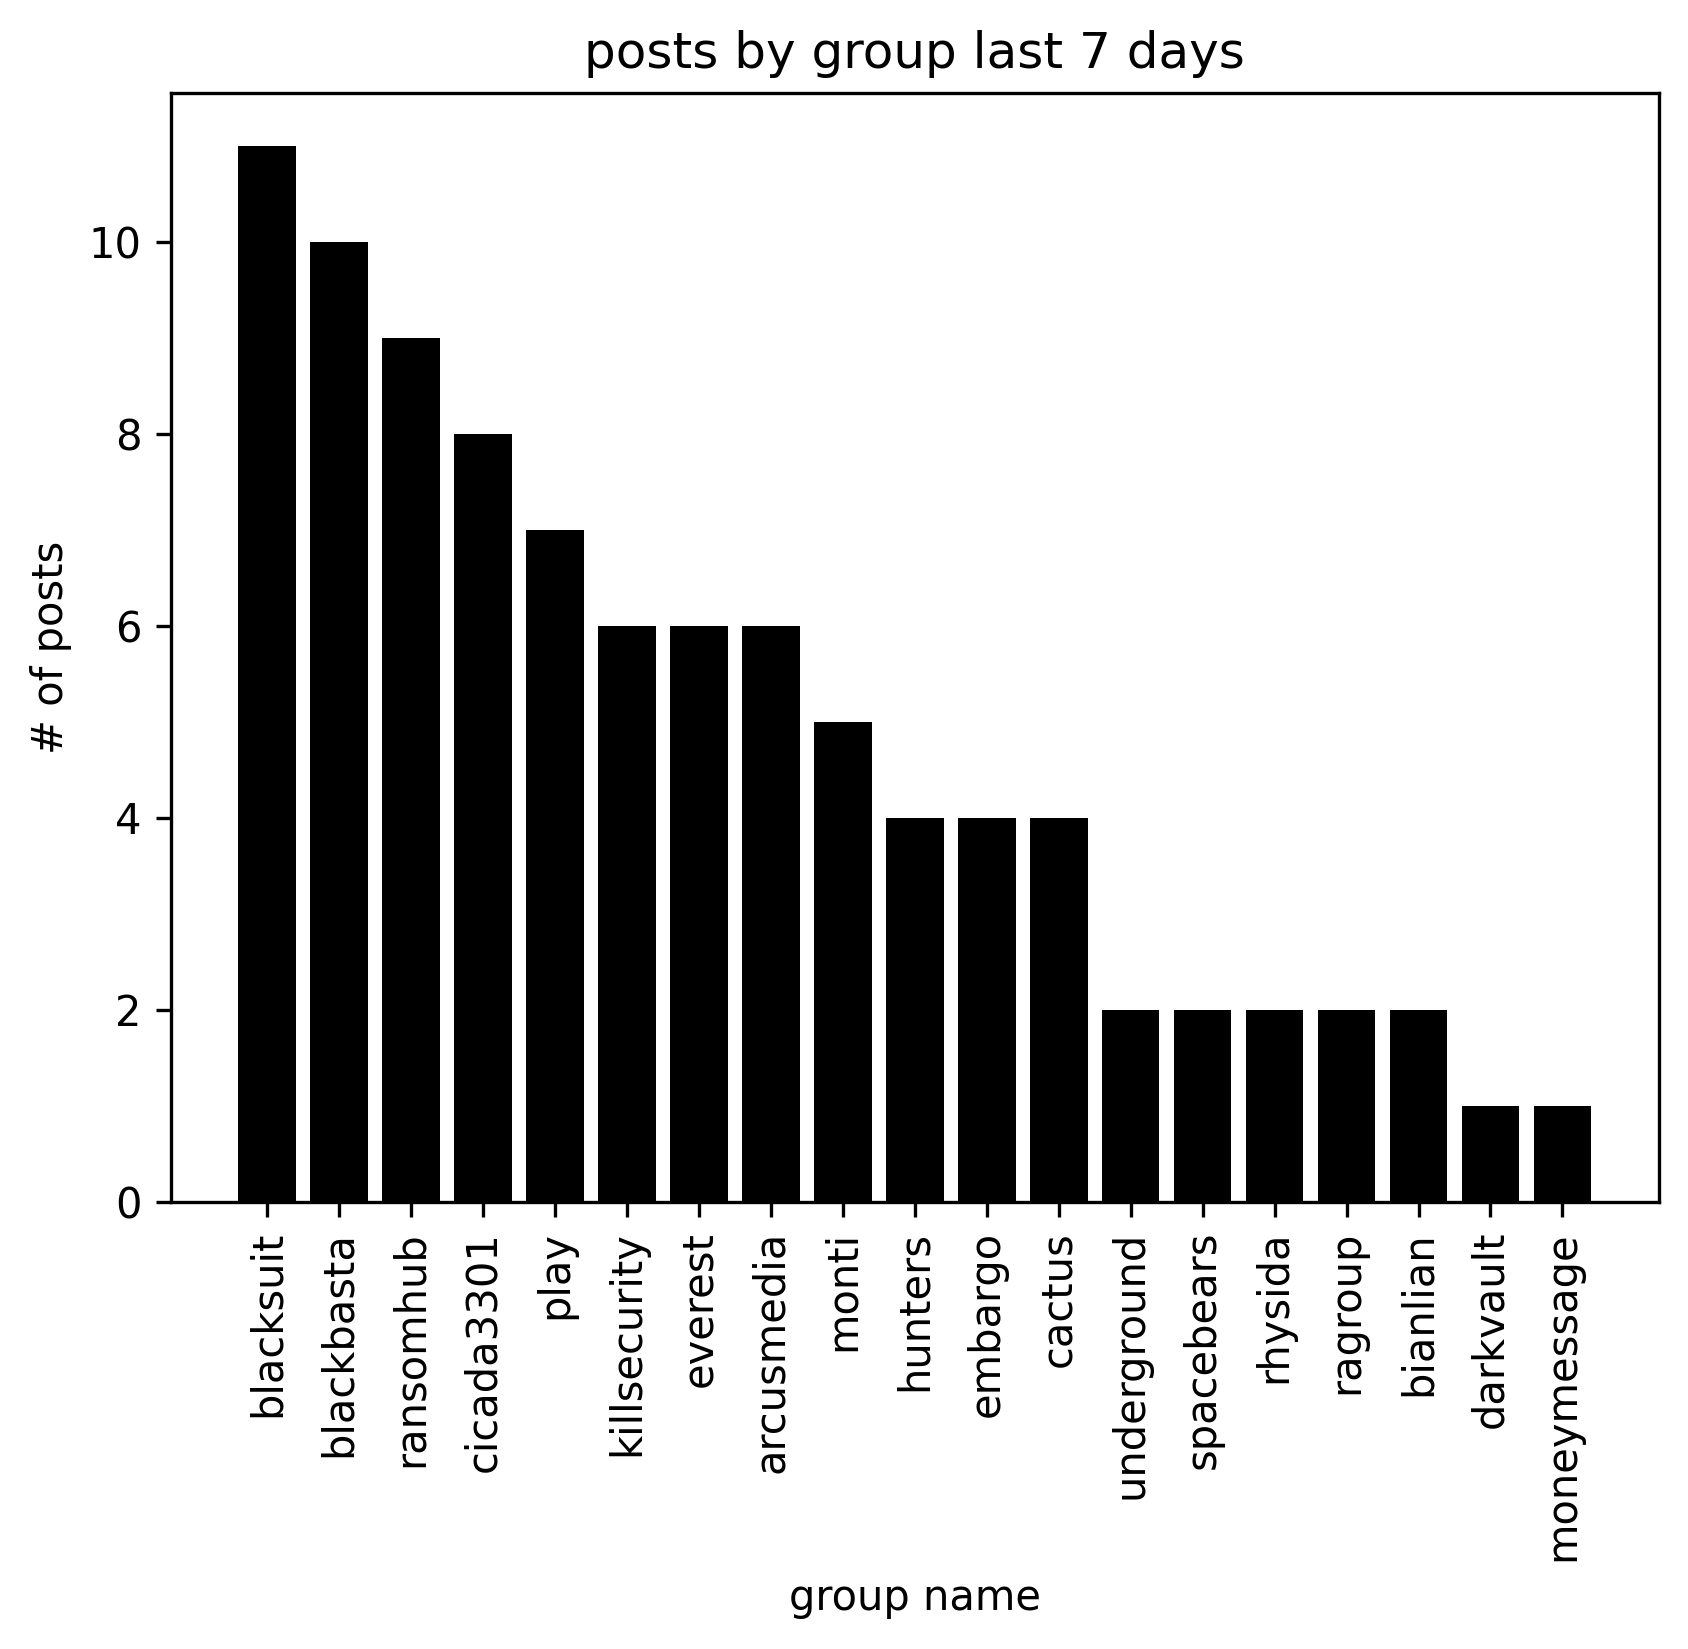 posts by group last 7 days
# of posts
10
8
6
4
2
0
blacksuit
blackbasta
ransomhub
cicada3301
play
killsecurity
everest
arcusmedia
monti
hunters
embargo
cactus
underground
spacebears
rhysida
ragroup
bianlian
darkvault
moneymessage
group name